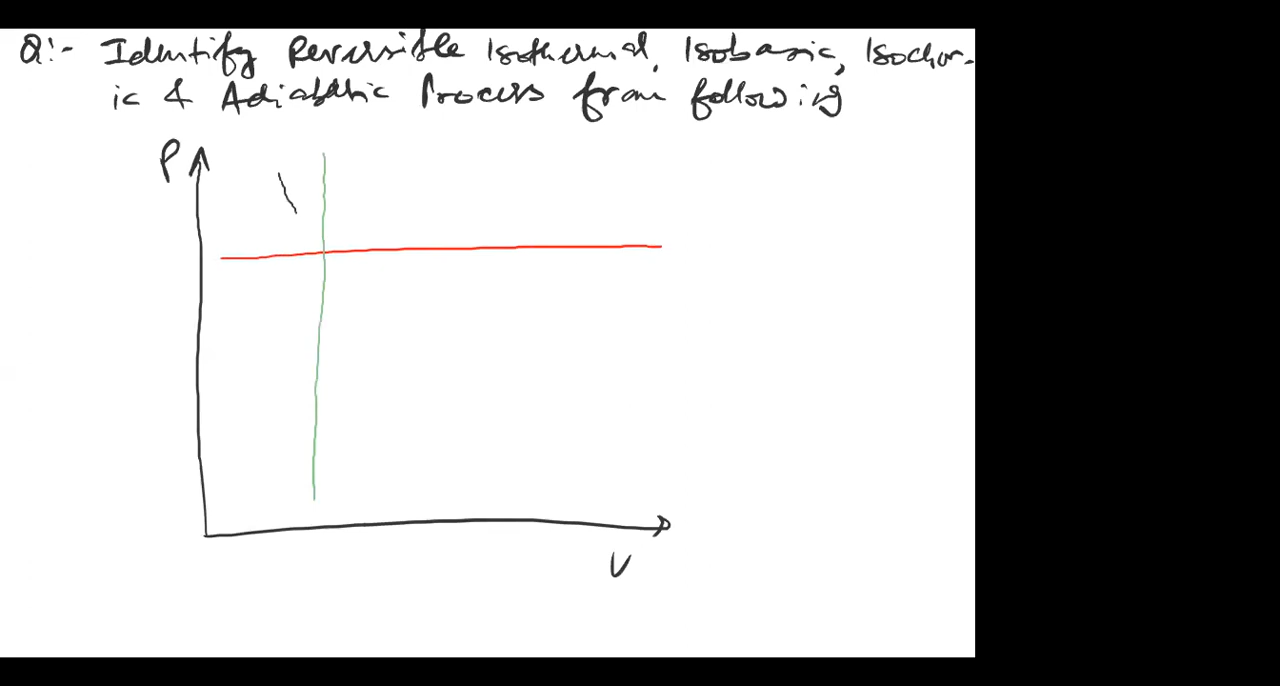 Q:- Identify Reversible Isothermal, Isobaric, Isochor-
ic & Adiabatic Process from following
P
V